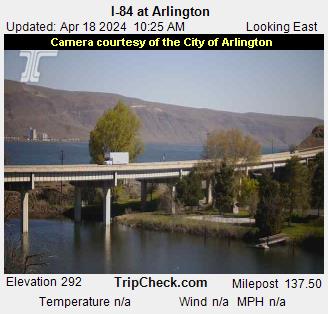 I-84 at Arlington
Updated: Apr 18 2024 10:25 AM Looking East
Camera courtesy of the City of Arlington
Elevation 292 TripCheck.com Milepost 137.50
Temperature n/a Wind n/a MPH n/a